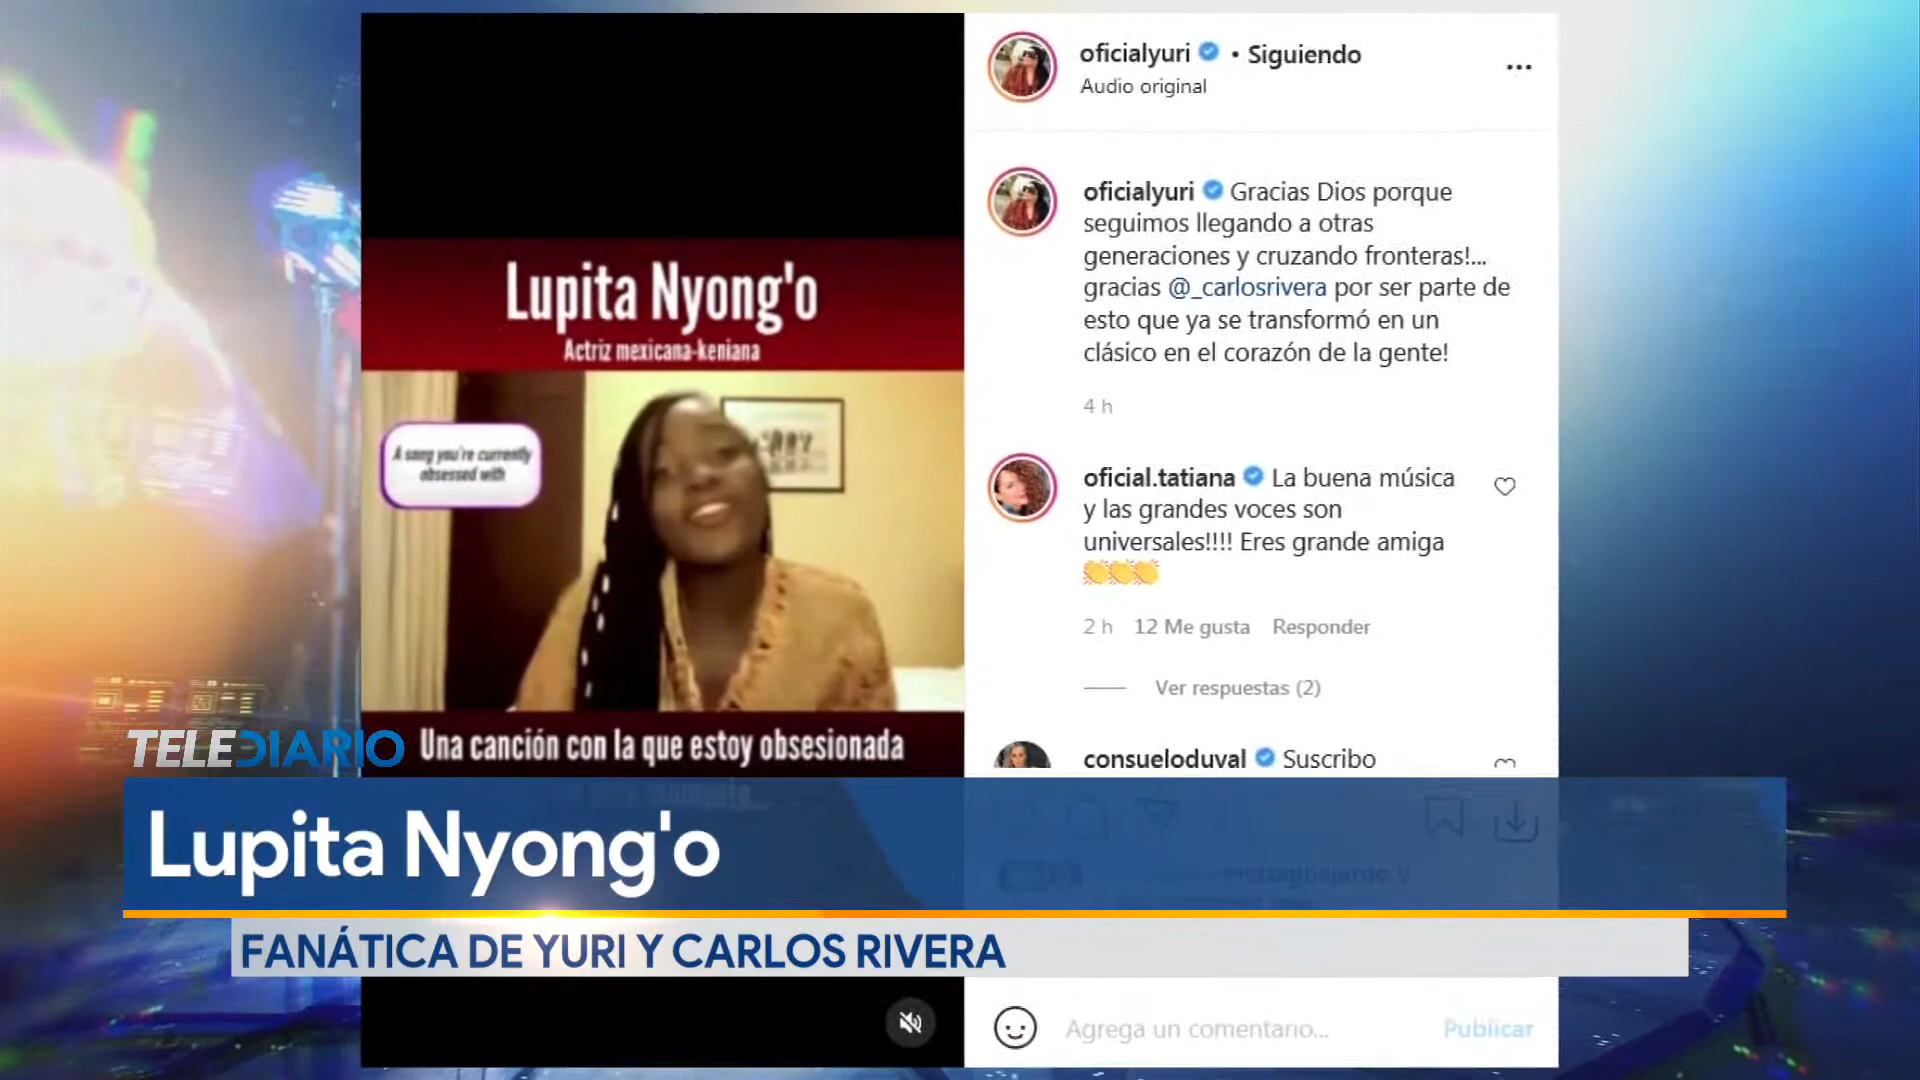 Lupita Nyong'o
Actriz mexicana-keniana
A song you're currently
obsessed with
Una canción con la que estoy obsesionada
oficialyuri • Siguiendo
Audio original
oficialyuri Gracias Dios porque
seguimos llegando a otras
generaciones y cruzando fronteras!...
gracias @_carlosrivera por ser parte de
esto que ya se transformó en un
clásico en el corazón de la gente!
4 h
oficial.tatiana La buena música
y las grandes voces son
universales!!!! Eres grande amiga
👏👏👏
2 h 12 Me gusta Responder
Ver respuestas (2)
consueloduval Suscribo
TELEDIARIO
Lupita Nyong'o
FANÁTICA DE YURI Y CARLOS RIVERA
Agrega un comentario... Publicar